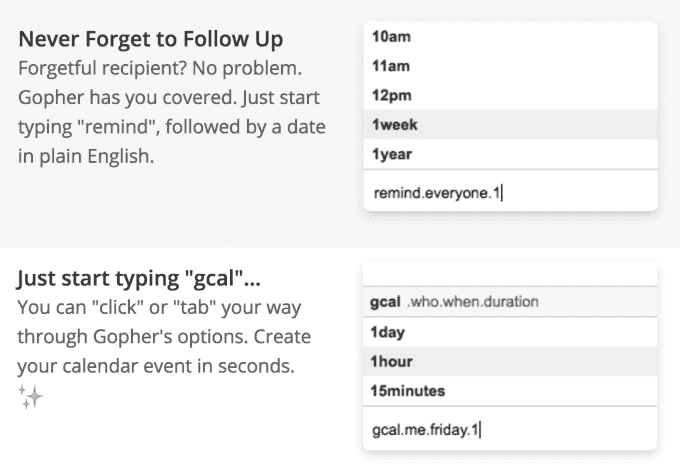 Never Forget to Follow Up
Forgetful recipient? No problem.
Gopher has you covered. Just start
typing "remind", followed by a date
in plain English.
10am
11am
12pm
1week
1year
remind.everyone.1
Just start typing "gcal"...
You can "click" or "tab" your way
through Gopher's options. Create
your calendar event in seconds.
gcal .who.when.duration
1day
1hour
15minutes
gcal.me.friday.1